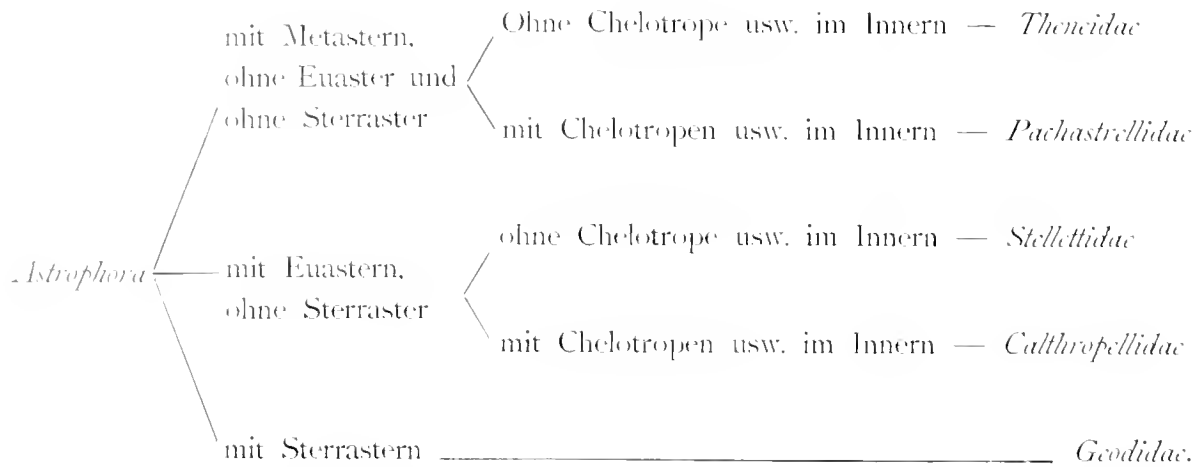 mit Metastern, 
ohne Euaster und
ohne Sterraster
Ohne Chelotrope usw. im Innern — Theneidae
mit Chelotropen usw. im Innern — Pachastrellidae
Astrophora
mit Euastern,
ohne Sterraster
ohne Chelotrope usw. im Innern — Stellettidae
mit Chelotropen usw. im Innern — Calthropellidae
mit Sterrastern Geodidae.